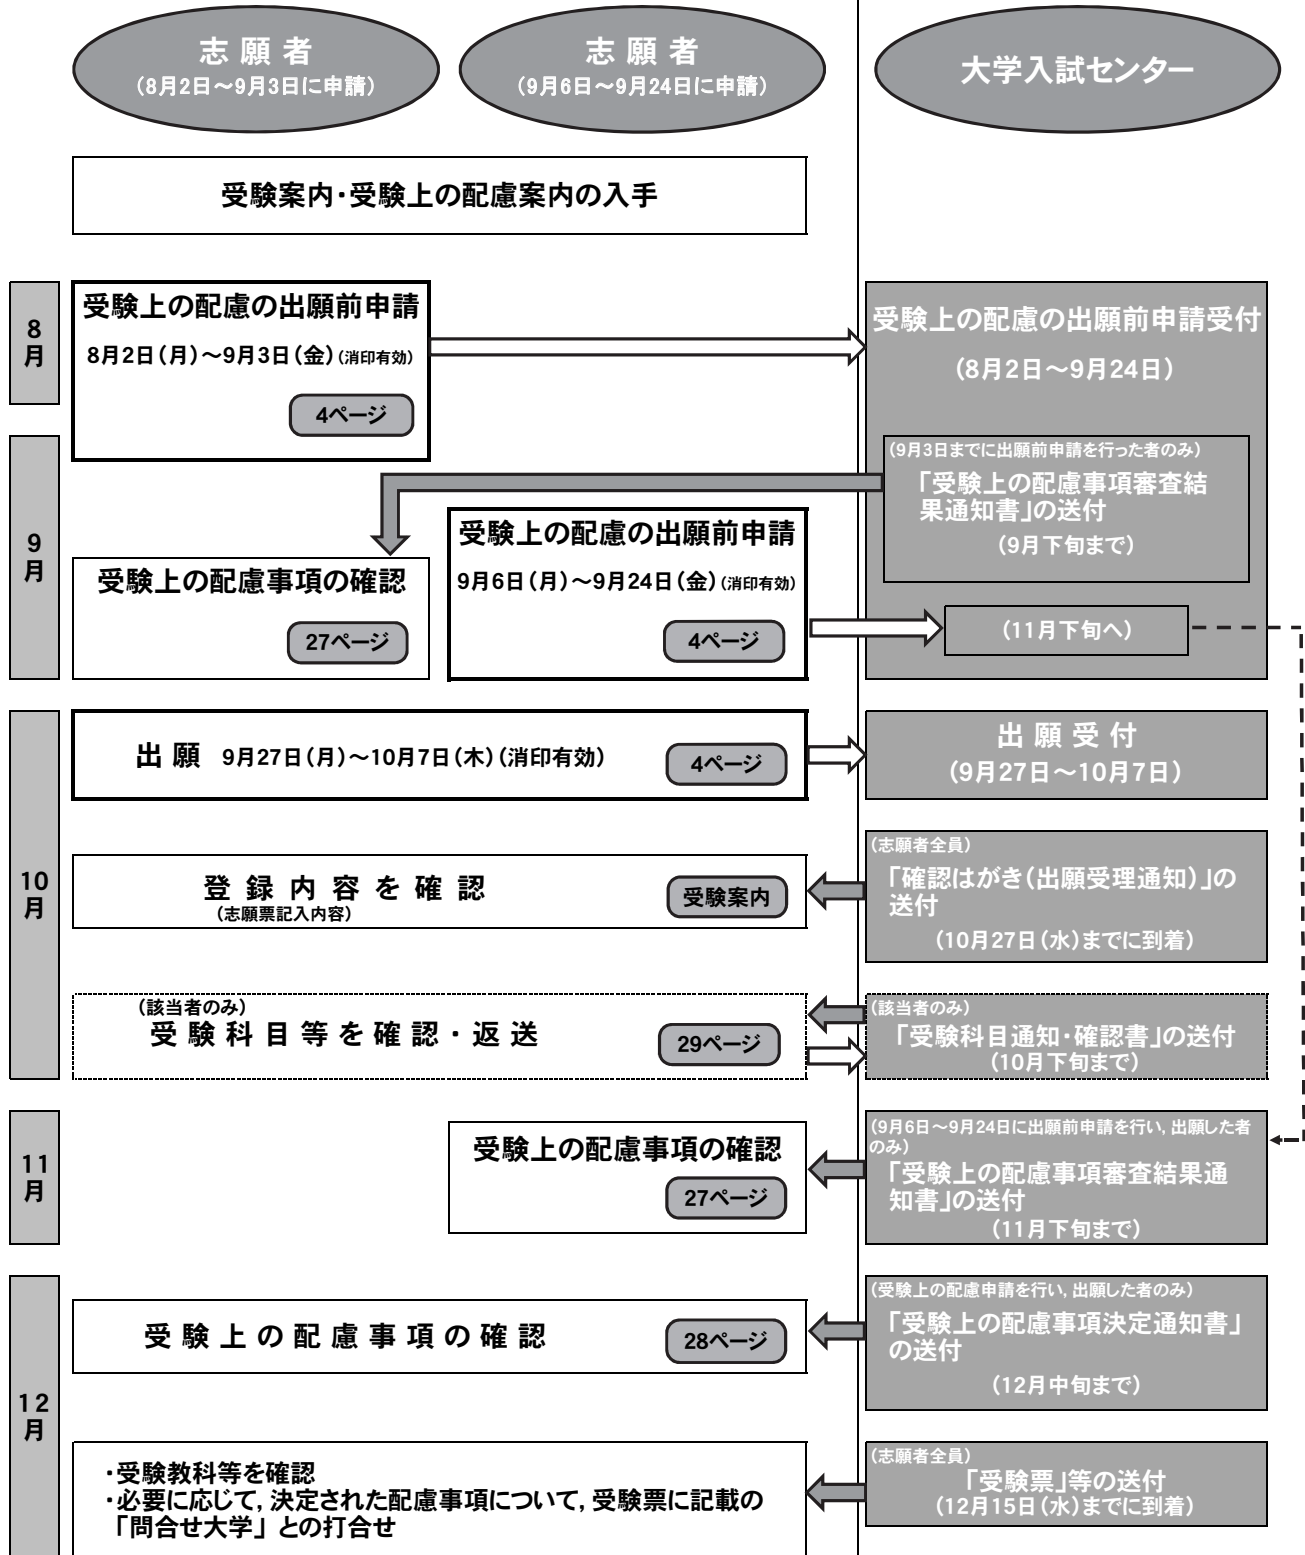 志願者
(8月2日～9月3日に申請)
志願者
(9月6日～9月24日に申請)
大学入試センター
受験案内・受験上の配慮案内の入手
8
月
受験上の配慮の出願前申請
8月2日(月)～9月3日(金)(消印有効)
4ページ
受験上の配慮の出願前申請受付
(8月2日～9月24日)
9
月
(9月3日までに出願前申請を行った者のみ)
「受験上の配慮事項審査結
果通知書」の送付
(9月下旬まで)
受験上の配慮事項の確認
27ページ
受験上の配慮の出願前申請
9月6日(月)～9月24日(金)(消印有効)
4ページ
(11月下旬へ)
10
月
出願 9月27日(月)～10月7日(木)(消印有効)
4ページ
出願受付
(9月27日～10月7日)
登録内容を確認
(志願票記入内容)
受験案内
(志願者全員)
「確認はがき(出願受理通知)」の
送付
(10月27日(水)までに到着)
(該当者のみ)
受験科目等を確認・返送
29ページ
(該当者のみ)
「受験科目通知・確認書」の送付
(10月下旬まで)
11
月
受験上の配慮事項の確認
27ページ
(9月6日～9月24日に出願前申請を行い,出願した者
のみ)
「受験上の配慮事項審査結果通
知書」の送付
(11月下旬まで)
12
月
受験上の配慮事項の確認
28ページ
(受験上の配慮申請を行い,出願した者のみ)
「受験上の配慮事項決定通知書」
の送付
(12月中旬まで)
・受験教科等を確認
・必要に応じて,決定された配慮事項について,受験票に記載の
「問合せ大学」との打合せ
(志願者全員)
「受験票」等の送付
(12月15日(水)までに到着)